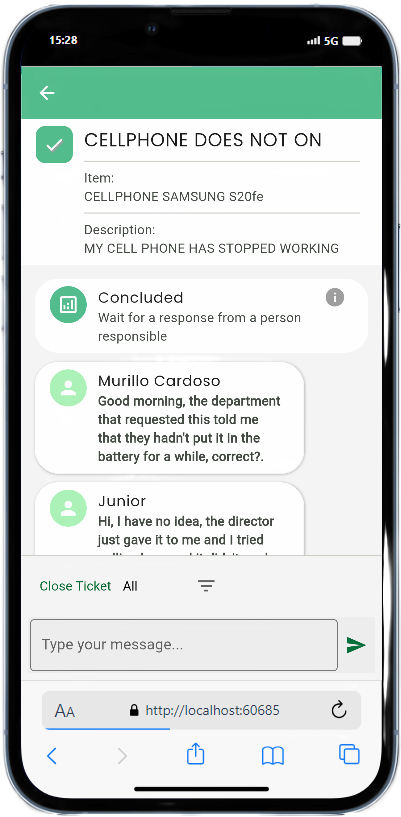 15:28 5G
CELLPHONE DOES NOT ON
Item:
CELLPHONE SAMSUNG S20fe
Description:
MY CELL PHONE HAS STOPPED WORKING
Concluded
Wait for a response from a person
responsible
Murillo Cardoso
Good morning, the department
that requested this told me
that they hadn't put it in the
battery for a while, correct?.
Junior
Hi, I have no idea, the director
just gave it to me and I tried
Close Ticket All
Type your message...
AA http://localhost:60685